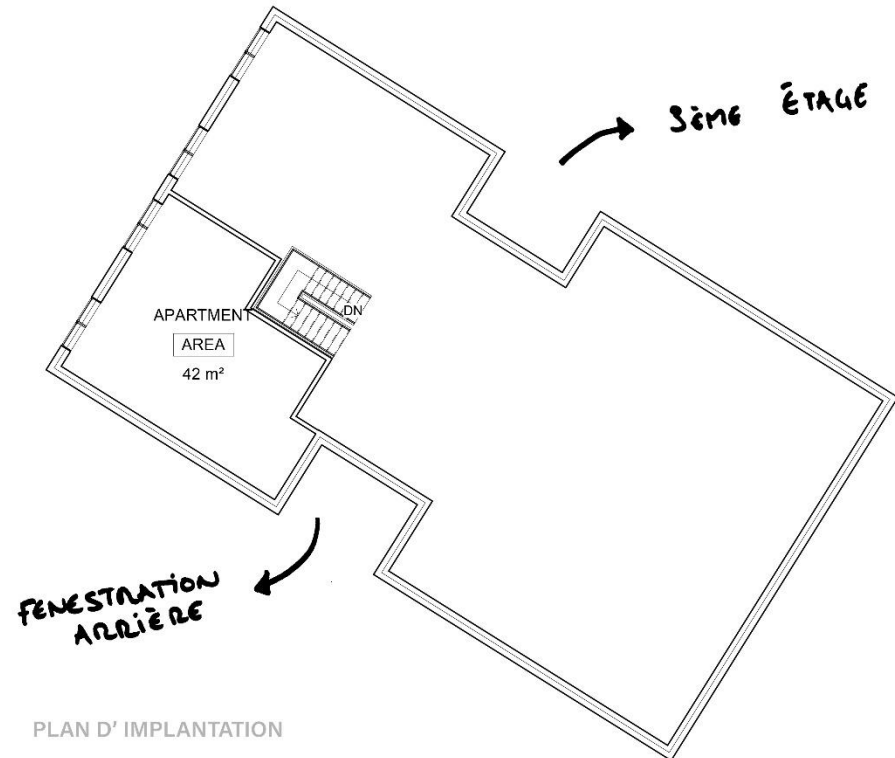 3ÈME ÉTAGE
DN
APARTMENT
AREA
42 m²
FENESTRATION
ARRIÈRE
PLAN D' IMPLANTATION